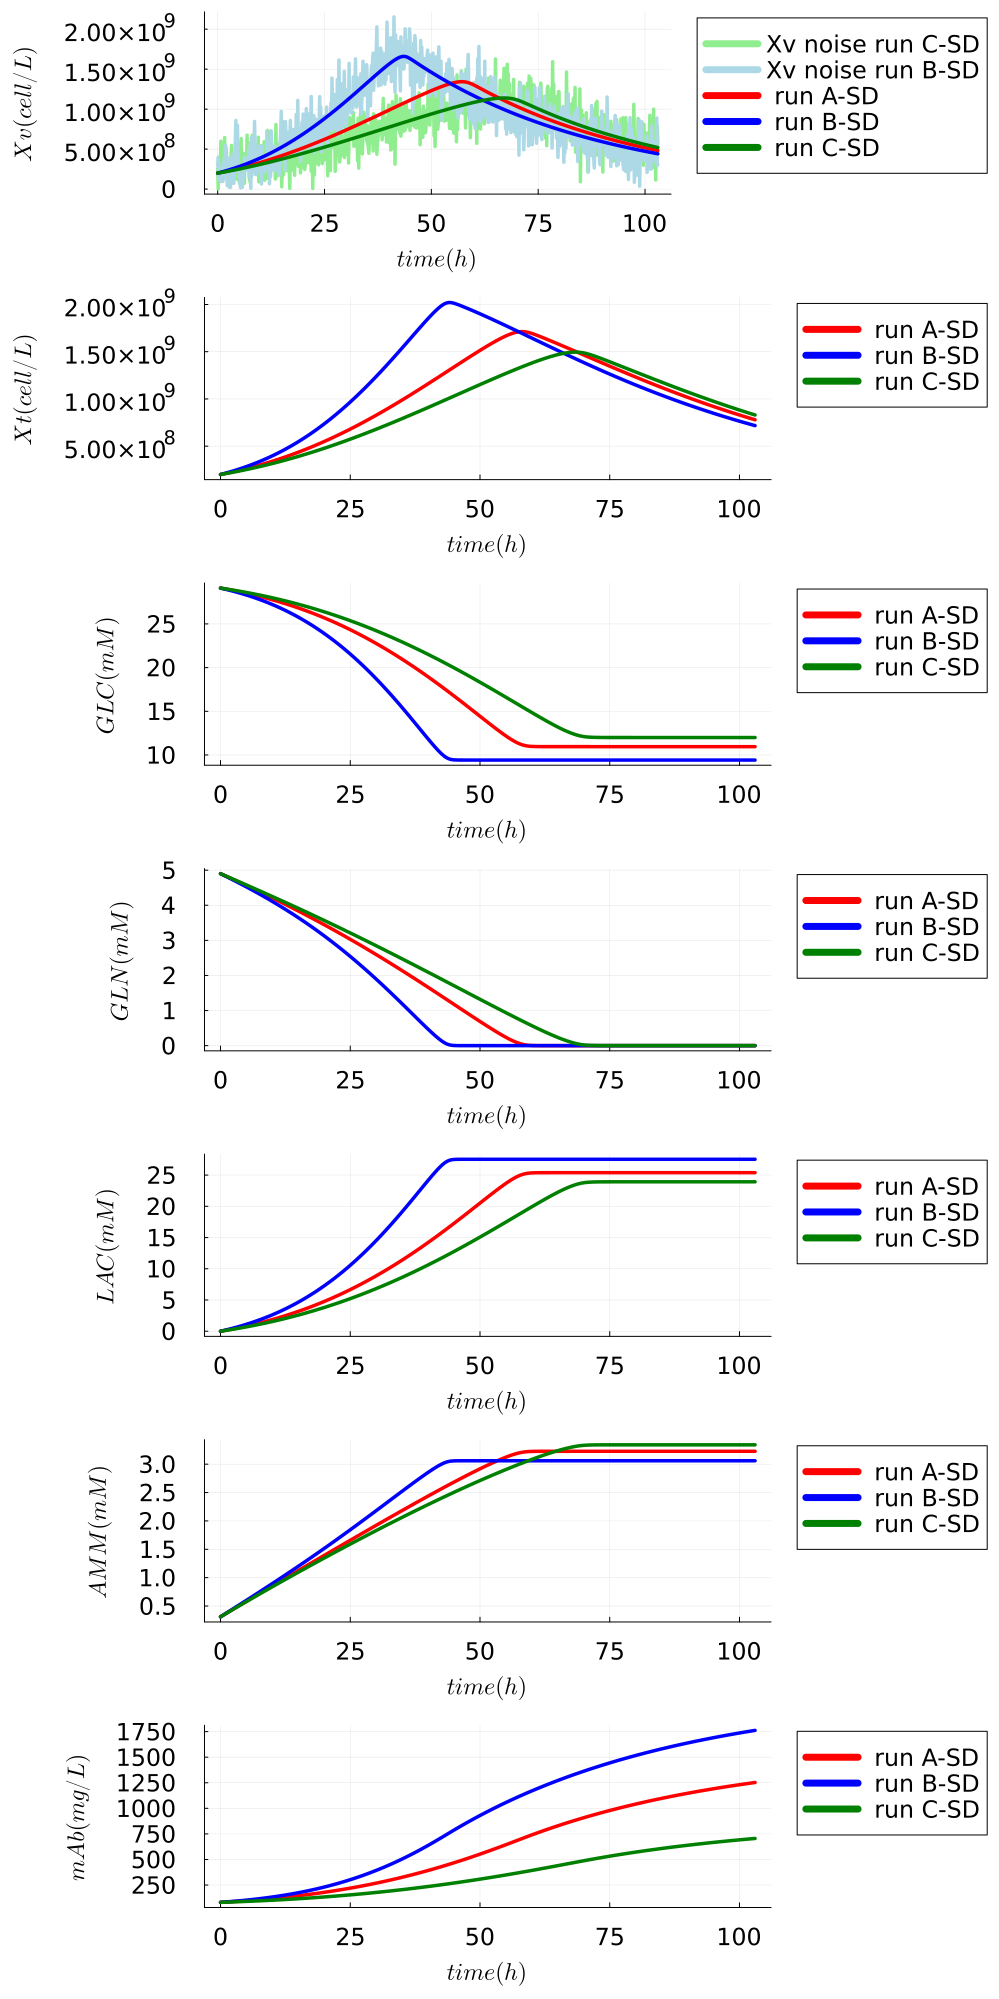 Xv(cell/L)
2.00×10⁹
1.50×10⁹
1.00×10⁹
5.00×10⁸
0
0 25 50 75 100
time(h)
Xv noise run C-SD
Xv noise run B-SD
run A-SD
run B-SD
run C-SD
Xt(cell/L)
2.00×10⁹
1.50×10⁹
1.00×10⁹
5.00×10⁸
0 25 50 75 100
time(h)
run A-SD
run B-SD
run C-SD
GLC(mM)
25
20
15
10
0 25 50 75 100
time(h)
run A-SD
run B-SD
run C-SD
GLN(mM)
5
4
3
2
1
0
0 25 50 75 100
time(h)
run A-SD
run B-SD
run C-SD
LAC(mM)
25
20
15
10
5
0
0 25 50 75 100
time(h)
run A-SD
run B-SD
run C-SD
AMM(mM)
3.0
2.5
2.0
1.5
1.0
0.5
0 25 50 75 100
time(h)
run A-SD
run B-SD
run C-SD
mAb(mg/L)
1750
1500
1250
1000
750
500
250
0 25 50 75 100
time(h)
run A-SD
run B-SD
run C-SD